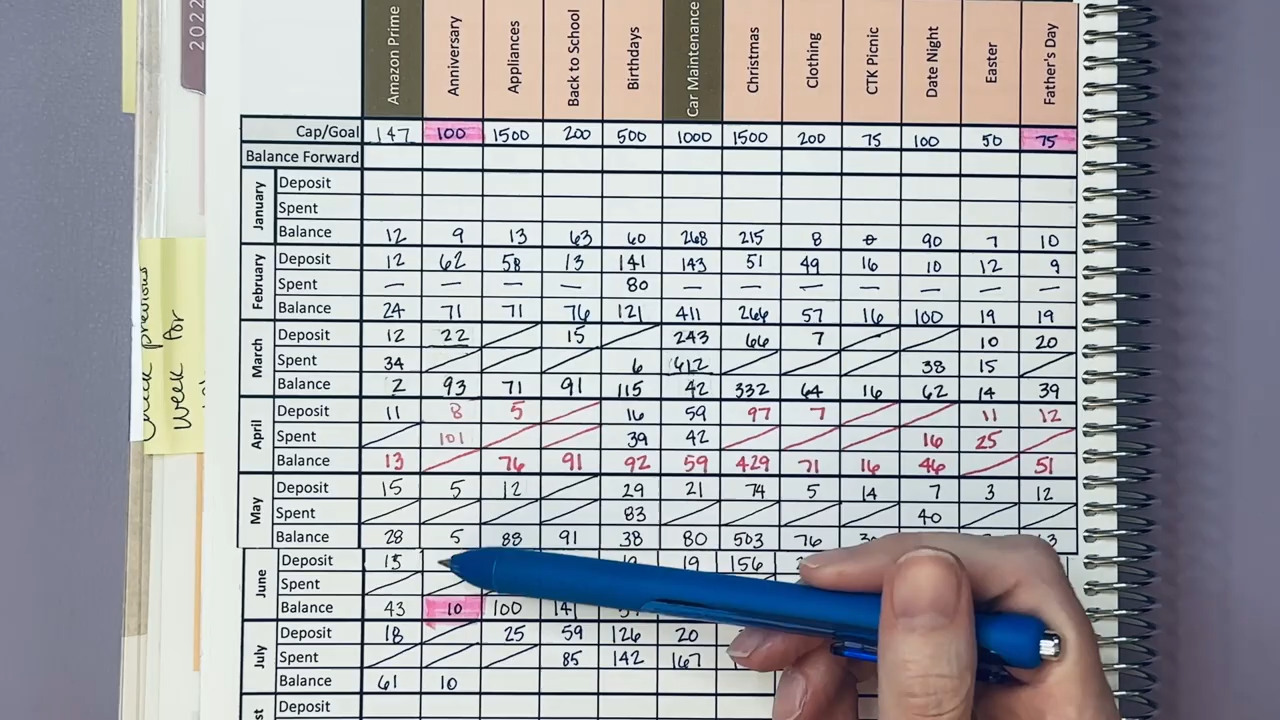 2022
Amazon Prime Anniversary Appliances Back to School Birthdays Car Maintenance Christmas Clothing CTK Picnic Date Night Easter Father's Day
Cap/Goal 147 100 1500 200 500 1000 1500 200 75 100 50 75
Balance Forward
January
Deposit
Spent
Balance 12 9 13 63 60 268 215 8 0 90 7 10
February
Deposit 12 62 58 13 141 143 51 49 16 10 12 9
Spent — — — — 80 — — — — — — —
Balance 24 71 71 76 121 411 266 57 16 100 19 19
March
Deposit 12 22 15 243 66 7 10 20
Spent 34 6 612 38 15
Balance 2 93 71 91 115 42 332 64 16 62 14 39
April
Deposit 11 8 5 16 59 97 7 11 12
Spent 101 39 42 16 25
Balance 13 76 91 92 59 429 71 16 46 51
May
Deposit 15 5 12 29 21 74 5 14 7 3 12
Spent 83 40
Balance 28 5 88 91 38 80 503 76
June
Deposit 15 19 156
Spent
Balance 43 10 100 141
July
Deposit 18 25 59 126 20
Spent 85 142 167
Balance 61 10
Deposit
previous
week for